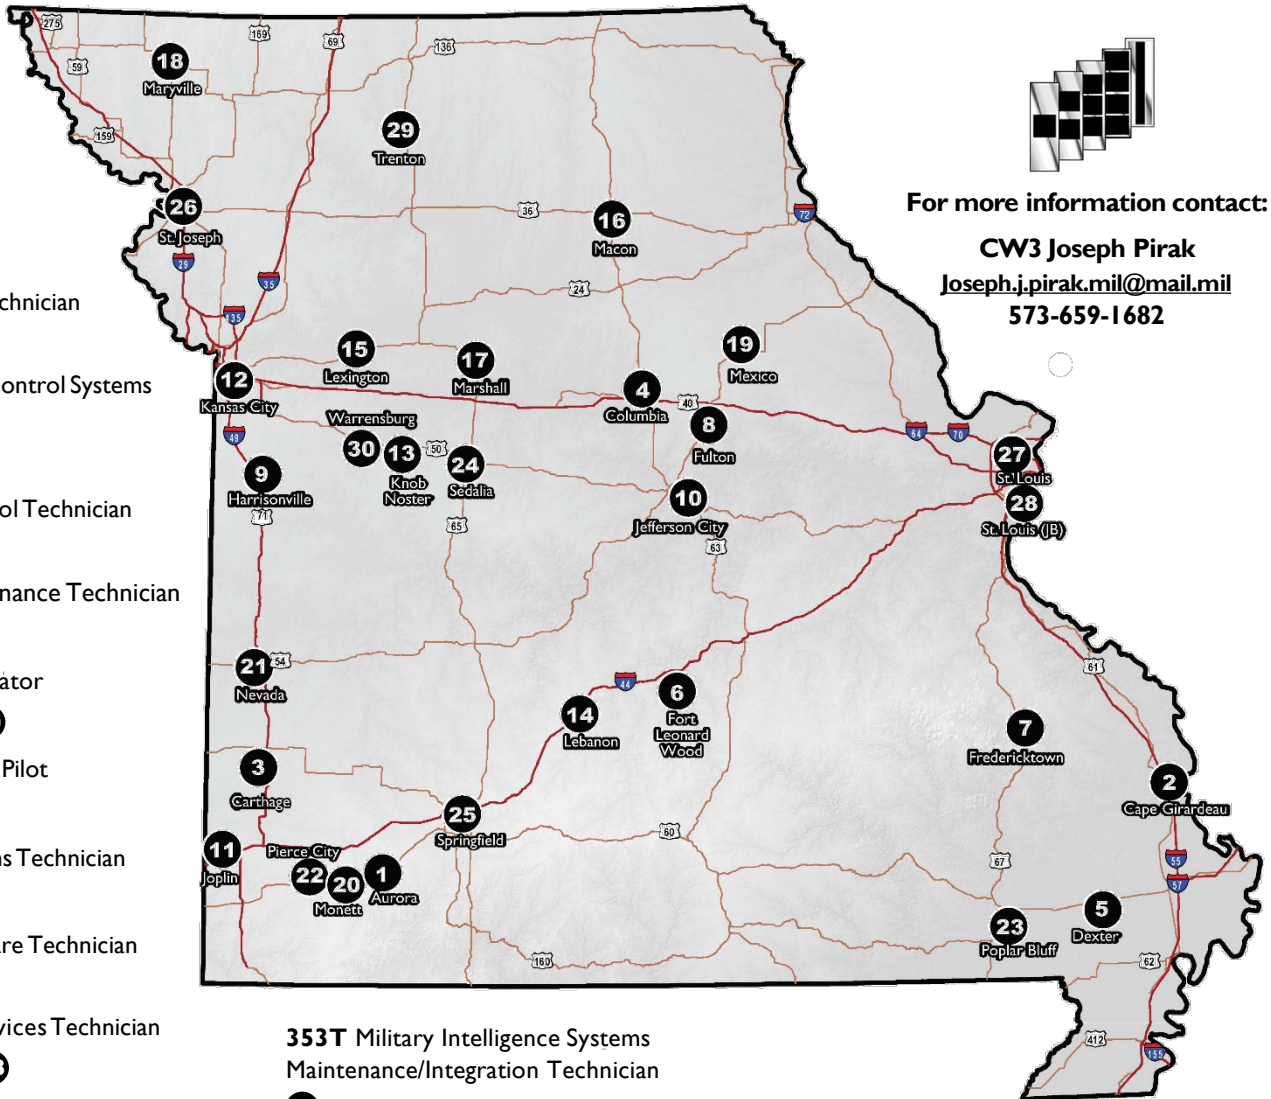 275
169
69
136
59
18
Maryville
29
Trenton
159
26
St. Joseph
36
16
Macon
72
29
35
24
135
For more information contact:
CW3 Joseph Pirak
Joseph.j.pirak.mil@mail.mil
573-659-1682
chnician
ontrol Systems
ol Technician
nance Technician
ator
Pilot
ns Technician
are Technician
vices Technician
15
Lexington
17
Marshall
19
Mexico
12
Kansas City
4
Columbia
40
Warrensburg
8
Fulton
64
70
49
30
13
Knob
Noster
50
24
Sedalia
27
St. Louis
9
Harrisonville
71
10
Jefferson City
28
St. Louis (JB)
65
63
21
Nevada
54
61
44
6
Fort
Leonard
Wood
14
Lebanon
7
Fredericktown
3
Carthage
2
Cape Girardeau
25
Springfield
60
11
Joplin
Pierce City
22
20
Monett
1
Aurora
67
55
57
5
Dexter
23
Poplar Bluff
160
62
412
155
353T Military Intelligence Systems
Maintenance/Integration Technician